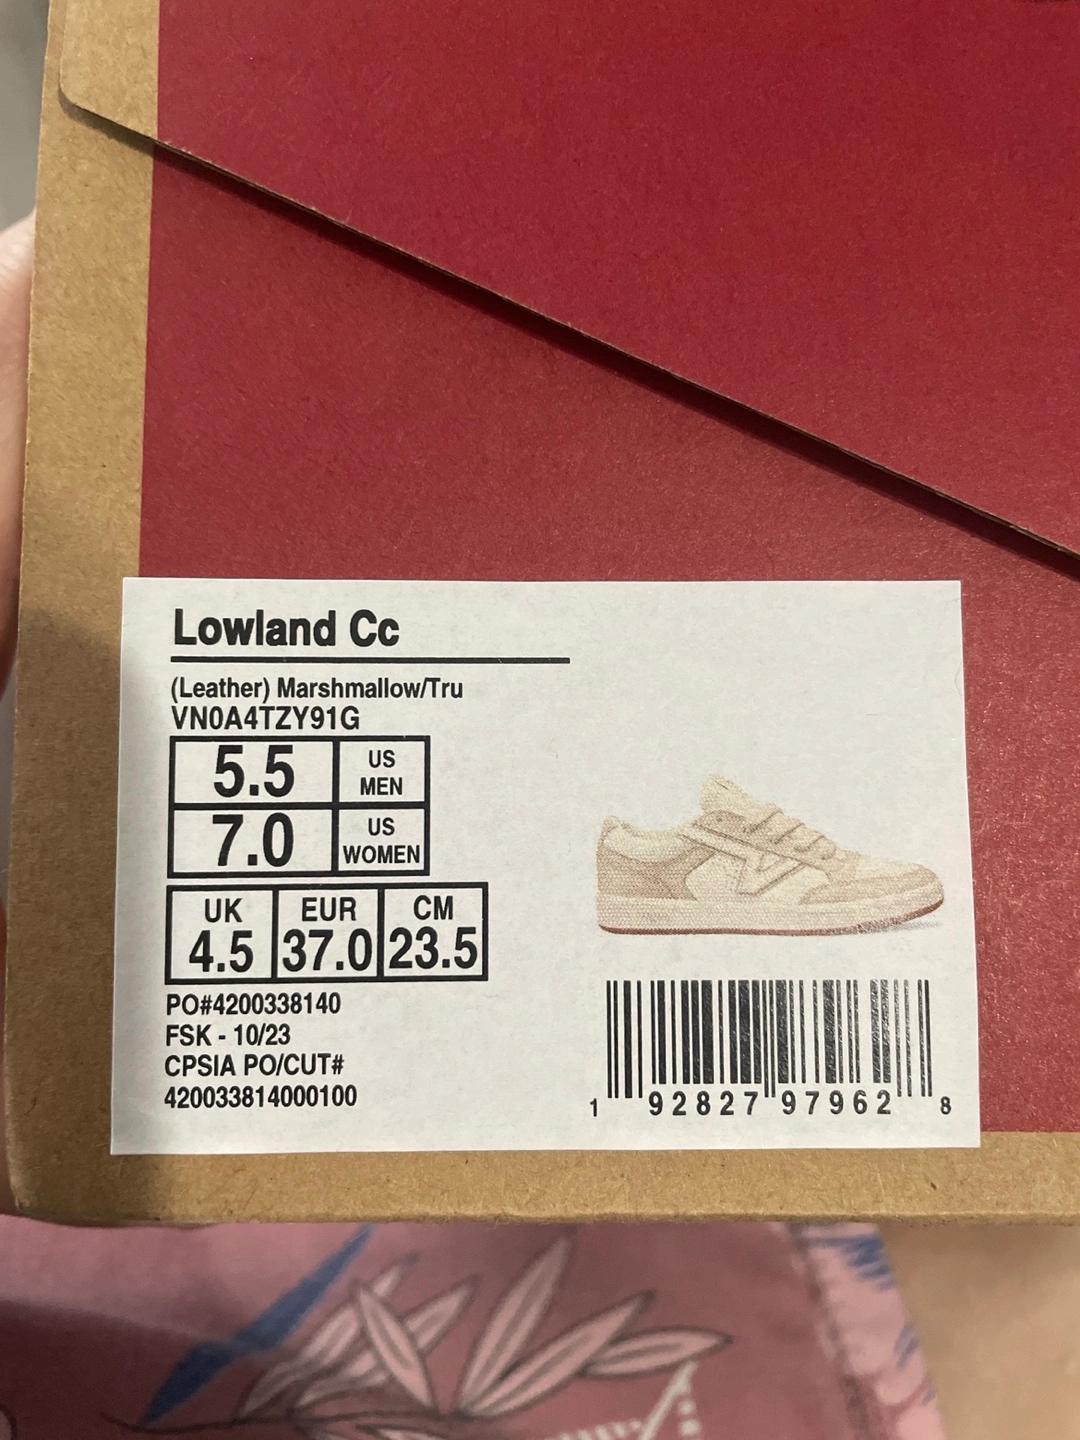 Lowland Cc
(Leather) Marshmallow/Tru
VN0A4TZY91G
5.5 US MEN
7.0 US WOMEN
UK EUR CM
4.5 37.0 23.5
PO#4200338140
FSK - 10/23
CPSIA PO/CUT#
420033814000100
1 92827 97962 8